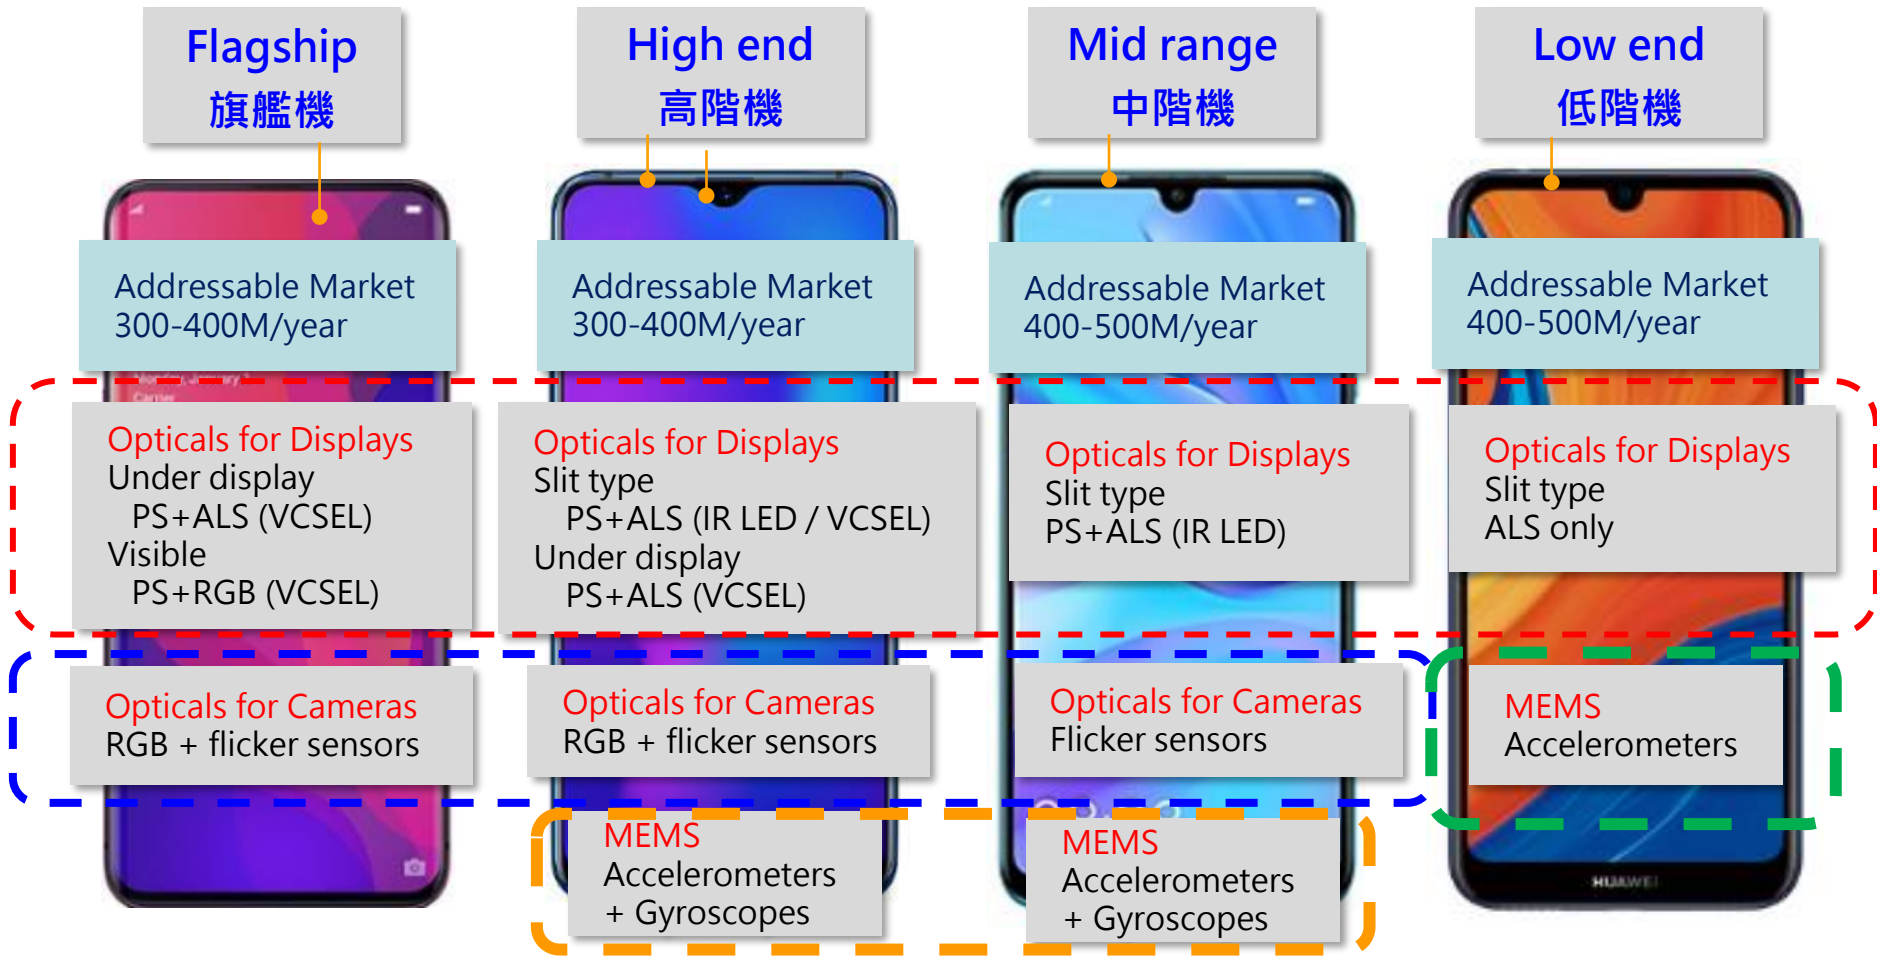 Flagship
旗艦機
High end
高階機
Mid range
中階機
Low end
低階機
Addressable Market
300-400M/year
Addressable Market
300-400M/year
Addressable Market
400-500M/year
Addressable Market
400-500M/year
Monday, January
Carrier
Opticals for Displays
Under display
PS+ALS (VCSEL)
Visible
PS+RGB (VCSEL)
Opticals for Displays
Slit type
PS+ALS (IR LED / VCSEL)
Under display
PS+ALS (VCSEL)
Opticals for Displays
Slit type
PS+ALS (IR LED)
Opticals for Displays
Slit type
ALS only
Opticals for Cameras
RGB + flicker sensors
Opticals for Cameras
RGB + flicker sensors
Opticals for Cameras
Flicker sensors
MEMS
Accelerometers
MEMS
Accelerometers
+ Gyroscopes
MEMS
Accelerometers
+ Gyroscopes
HUAWEI